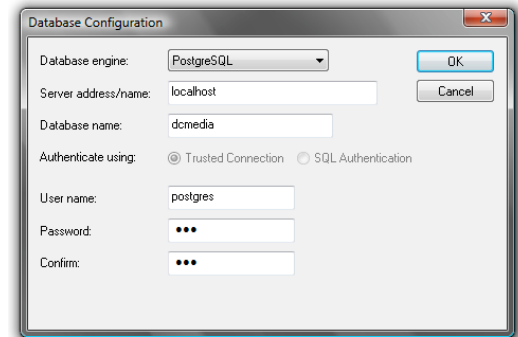 Database Configuration
Database engine: PostgreSQL OK
Server address/name: localhost Cancel
Database name: dcmedia
Authenticate using: Trusted Connection SQL Authentication
User name: postgres
Password: •••
Confirm: •••